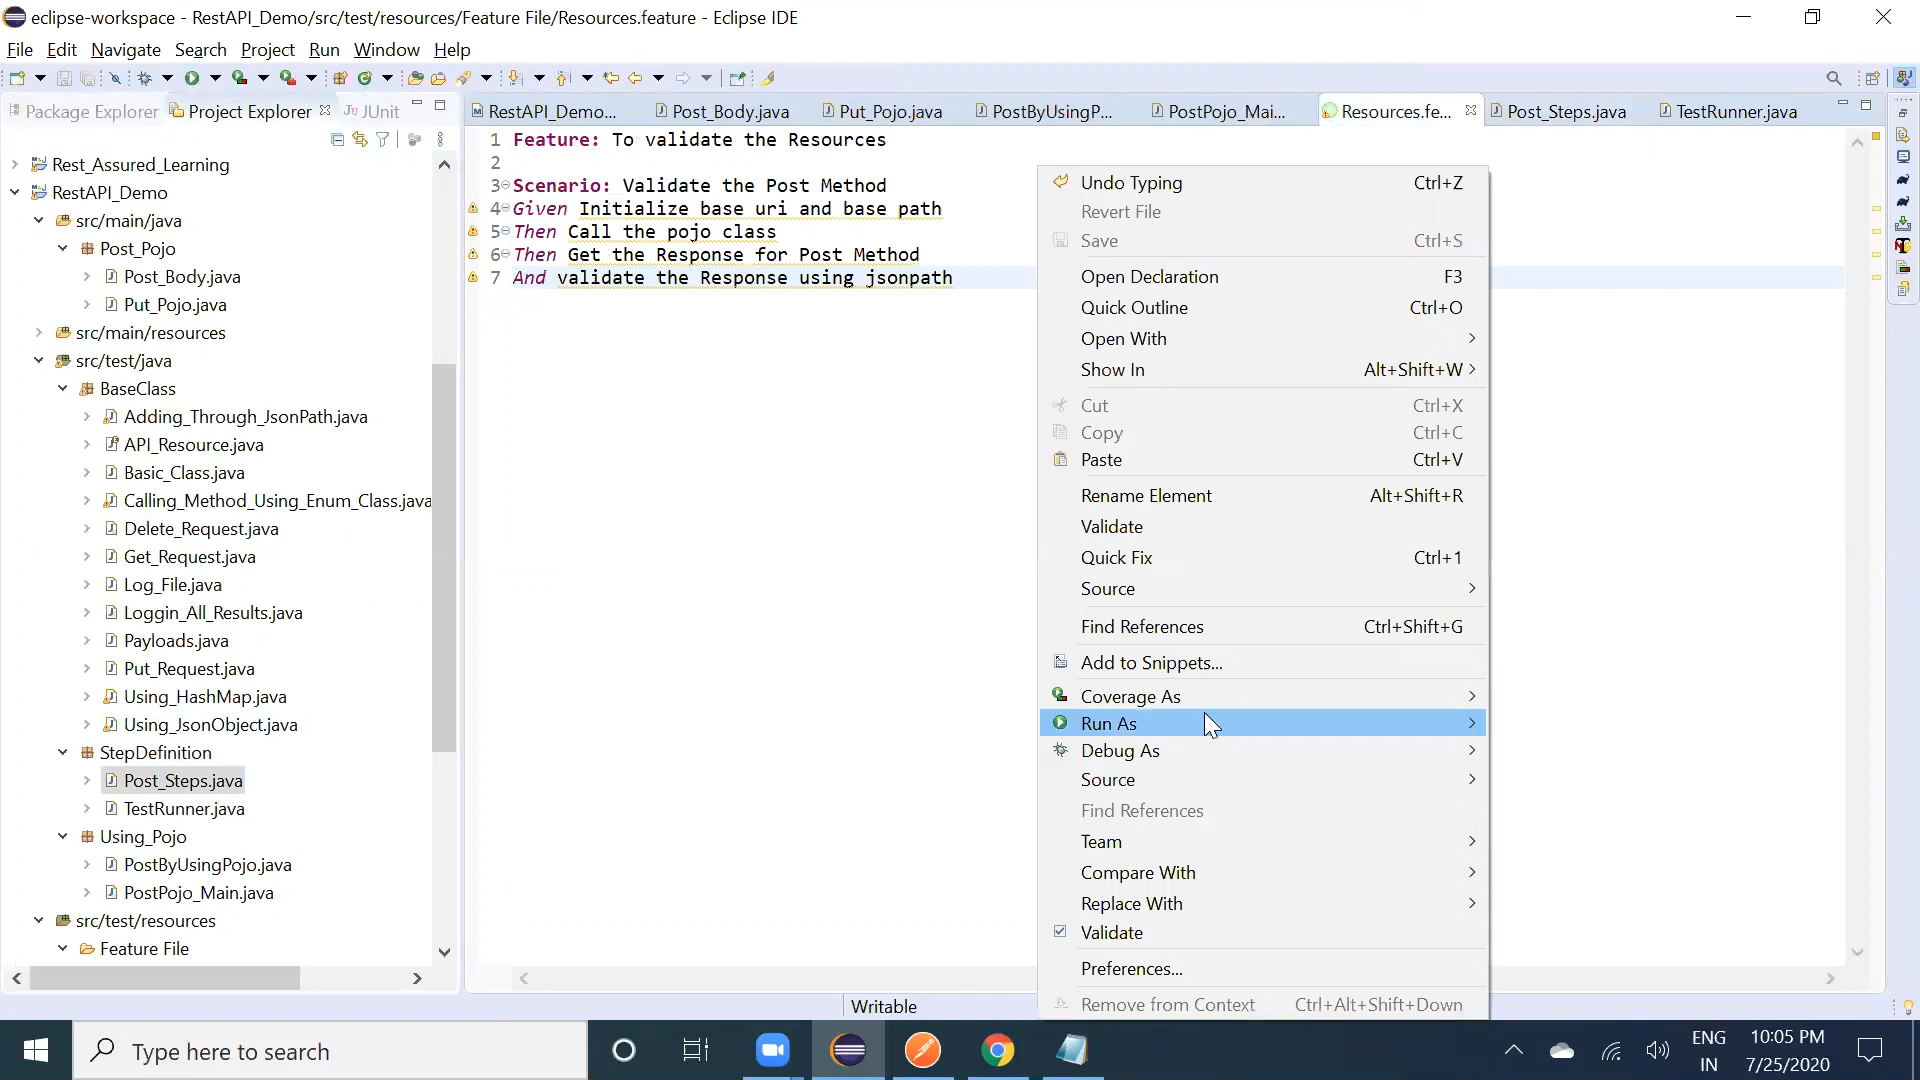 eclipse-workspace - RestAPI_Demo/src/test/resources/Feature File/Resources.feature - Eclipse IDE
File Edit Navigate Search Project Run Window Help
Package Explorer Project Explorer JUnit
RestAPI_Demo... Post_Body.java Put_Pojo.java PostByUsingP... PostPojo_Mai... Resources.fe... Post_Steps.java TestRunner.java
Rest_Assured_Learning
RestAPI_Demo
src/main/java
Post_Pojo
Post_Body.java
Put_Pojo.java
src/main/resources
src/test/java
BaseClass
Adding_Through_JsonPath.java
API_Resource.java
Basic_Class.java
Calling_Method_Using_Enum_Class.java
Delete_Request.java
Get_Request.java
Log_File.java
Loggin_All_Results.java
Payloads.java
Put_Request.java
Using_HashMap.java
Using_JsonObject.java
StepDefinition
Post_Steps.java
TestRunner.java
Using_Pojo
PostByUsingPojo.java
PostPojo_Main.java
src/test/resources
Feature File
1 Feature: To validate the Resources
2
3 Scenario: Validate the Post Method
4 Given Initialize base uri and base path
5 Then Call the pojo class
6 Then Get the Response for Post Method
7 And validate the Response using jsonpath
Undo Typing Ctrl+Z
Revert File
Save Ctrl+S
Open Declaration F3
Quick Outline Ctrl+O
Open With
Show In Alt+Shift+W
Cut Ctrl+X
Copy Ctrl+C
Paste Ctrl+V
Rename Element Alt+Shift+R
Validate
Quick Fix Ctrl+1
Source
Find References Ctrl+Shift+G
Add to Snippets...
Coverage As
Run As
Debug As
Source
Find References
Team
Compare With
Replace With
Validate
Preferences...
Remove from Context Ctrl+Alt+Shift+Down
Writable
Type here to search
ENG
IN
10:05 PM
7/25/2020